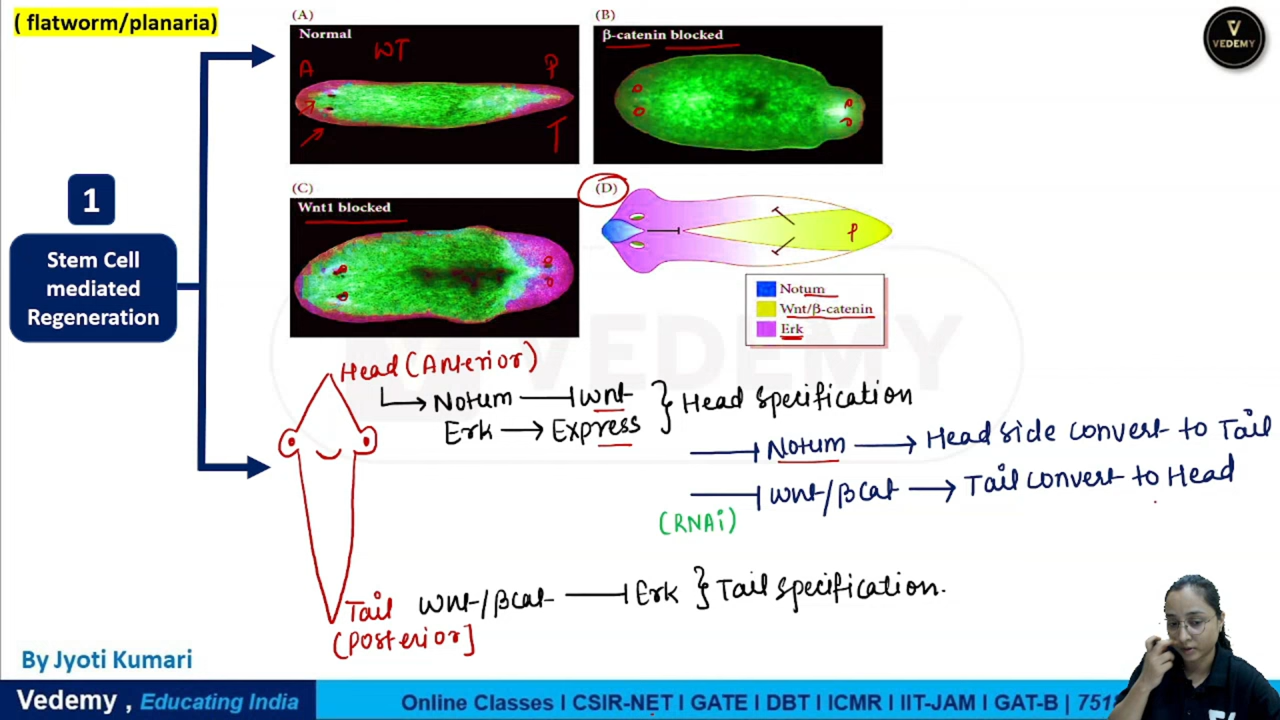 ( flatworm/planaria)
VEDEMY
1
Stem Cell
mediated
Regeneration
(A)
Normal
WT
A
P
T
(B)
β-catenin blocked
(C)
Wnt1 blocked
(D)
P
Notum
Wnt/β-catenin
Erk
VEDEMY
Head (Anterior)
Notum ⊣ Wnt } Head Specification
Erk → Express
⊣ Notum → Head side convert to Tail
⊣ Wnt/βcat → Tail convert to Head
(RNAi)
Tail Wnt/βcat ⊣ Erk } Tail specification.
(Posterior]
By Jyoti Kumari
Vedemy , Educating India
Online Classes I CSIR-NET I GATE I DBT I ICMR I IIT-JAM I GAT-B | 751